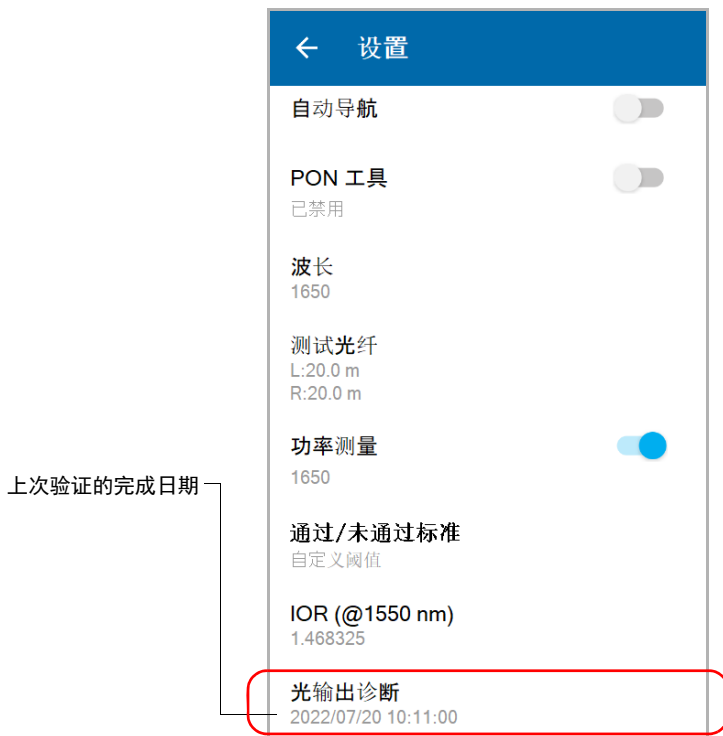 设置
自动导航
PON 工具
已禁用
波长
1650
测试光纤
L:20.0 m
R:20.0 m
功率测量
1650
上次验证的完成日期
通过/未通过标准
自定义阈值
IOR (@1550 nm)
1.468325
光输出诊断
2022/07/20 10:11:00